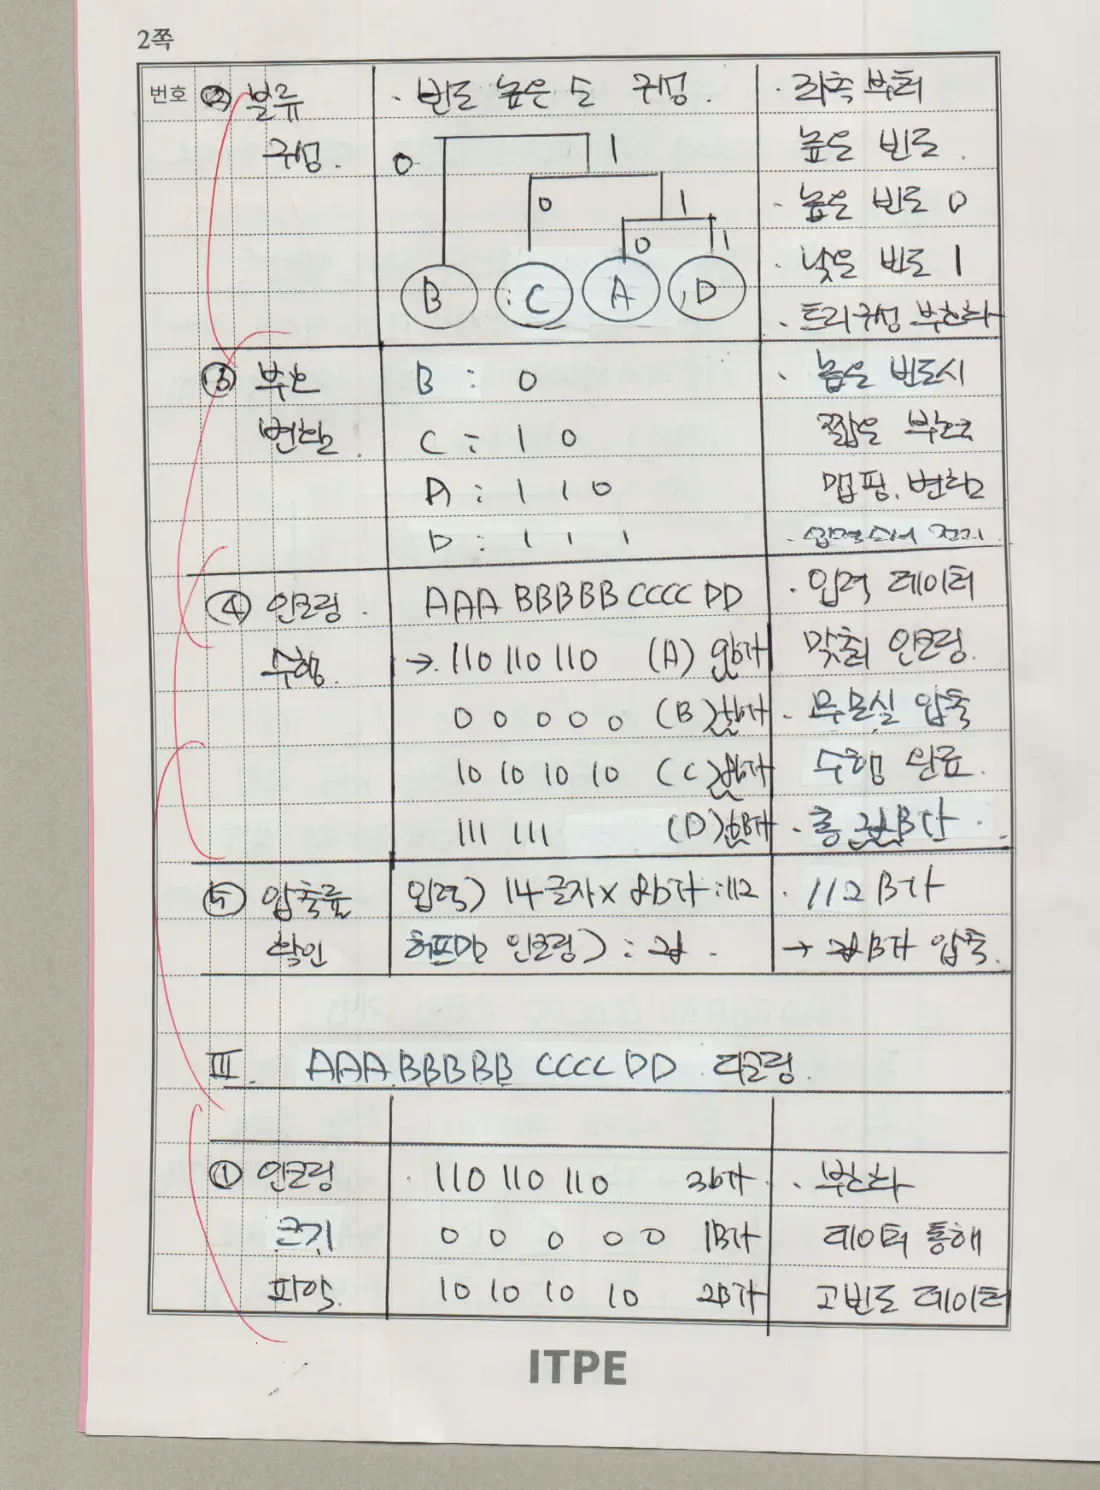 2쪽
번호 ② 분류 · 빈도 높은 순 구성. · 좌측 부터
구성. 0 1 높은 빈도.
0 1 · 높은 빈도 0
0 1 · 낮은 빈도 1
B C A D
· 트리구성 부호화
③ 부호 B : 0 · 높은 빈도시
변환. C : 1 0 짧은 부호
A : 1 1 0 맵핑. 변환
D : 1 1 1 · 입력순서
④ 인코딩. AAA BBBBB CCCC DD · 입력 데이터
수행. → 110 110 110 (A) 맞춰 인코딩.
0 0 0 0 0 (B) · 무손실 압축
10 10 10 10 (C) 수행 완료.
111 111 (D) · 총
⑤ 압축률 입력) 14글자 × 8bit : 112 · 112 Bit
확인 허프만 인코딩) : → 압축.
III. AAA BBBBB CCCC DD 디코딩.
① 인코딩 · 110 110 110 3bit · 부호화
크기 0 0 0 0 0 1Bit 데이터 통해
파악. 10 10 10 10 2Bit 고빈도 데이터
ITPE